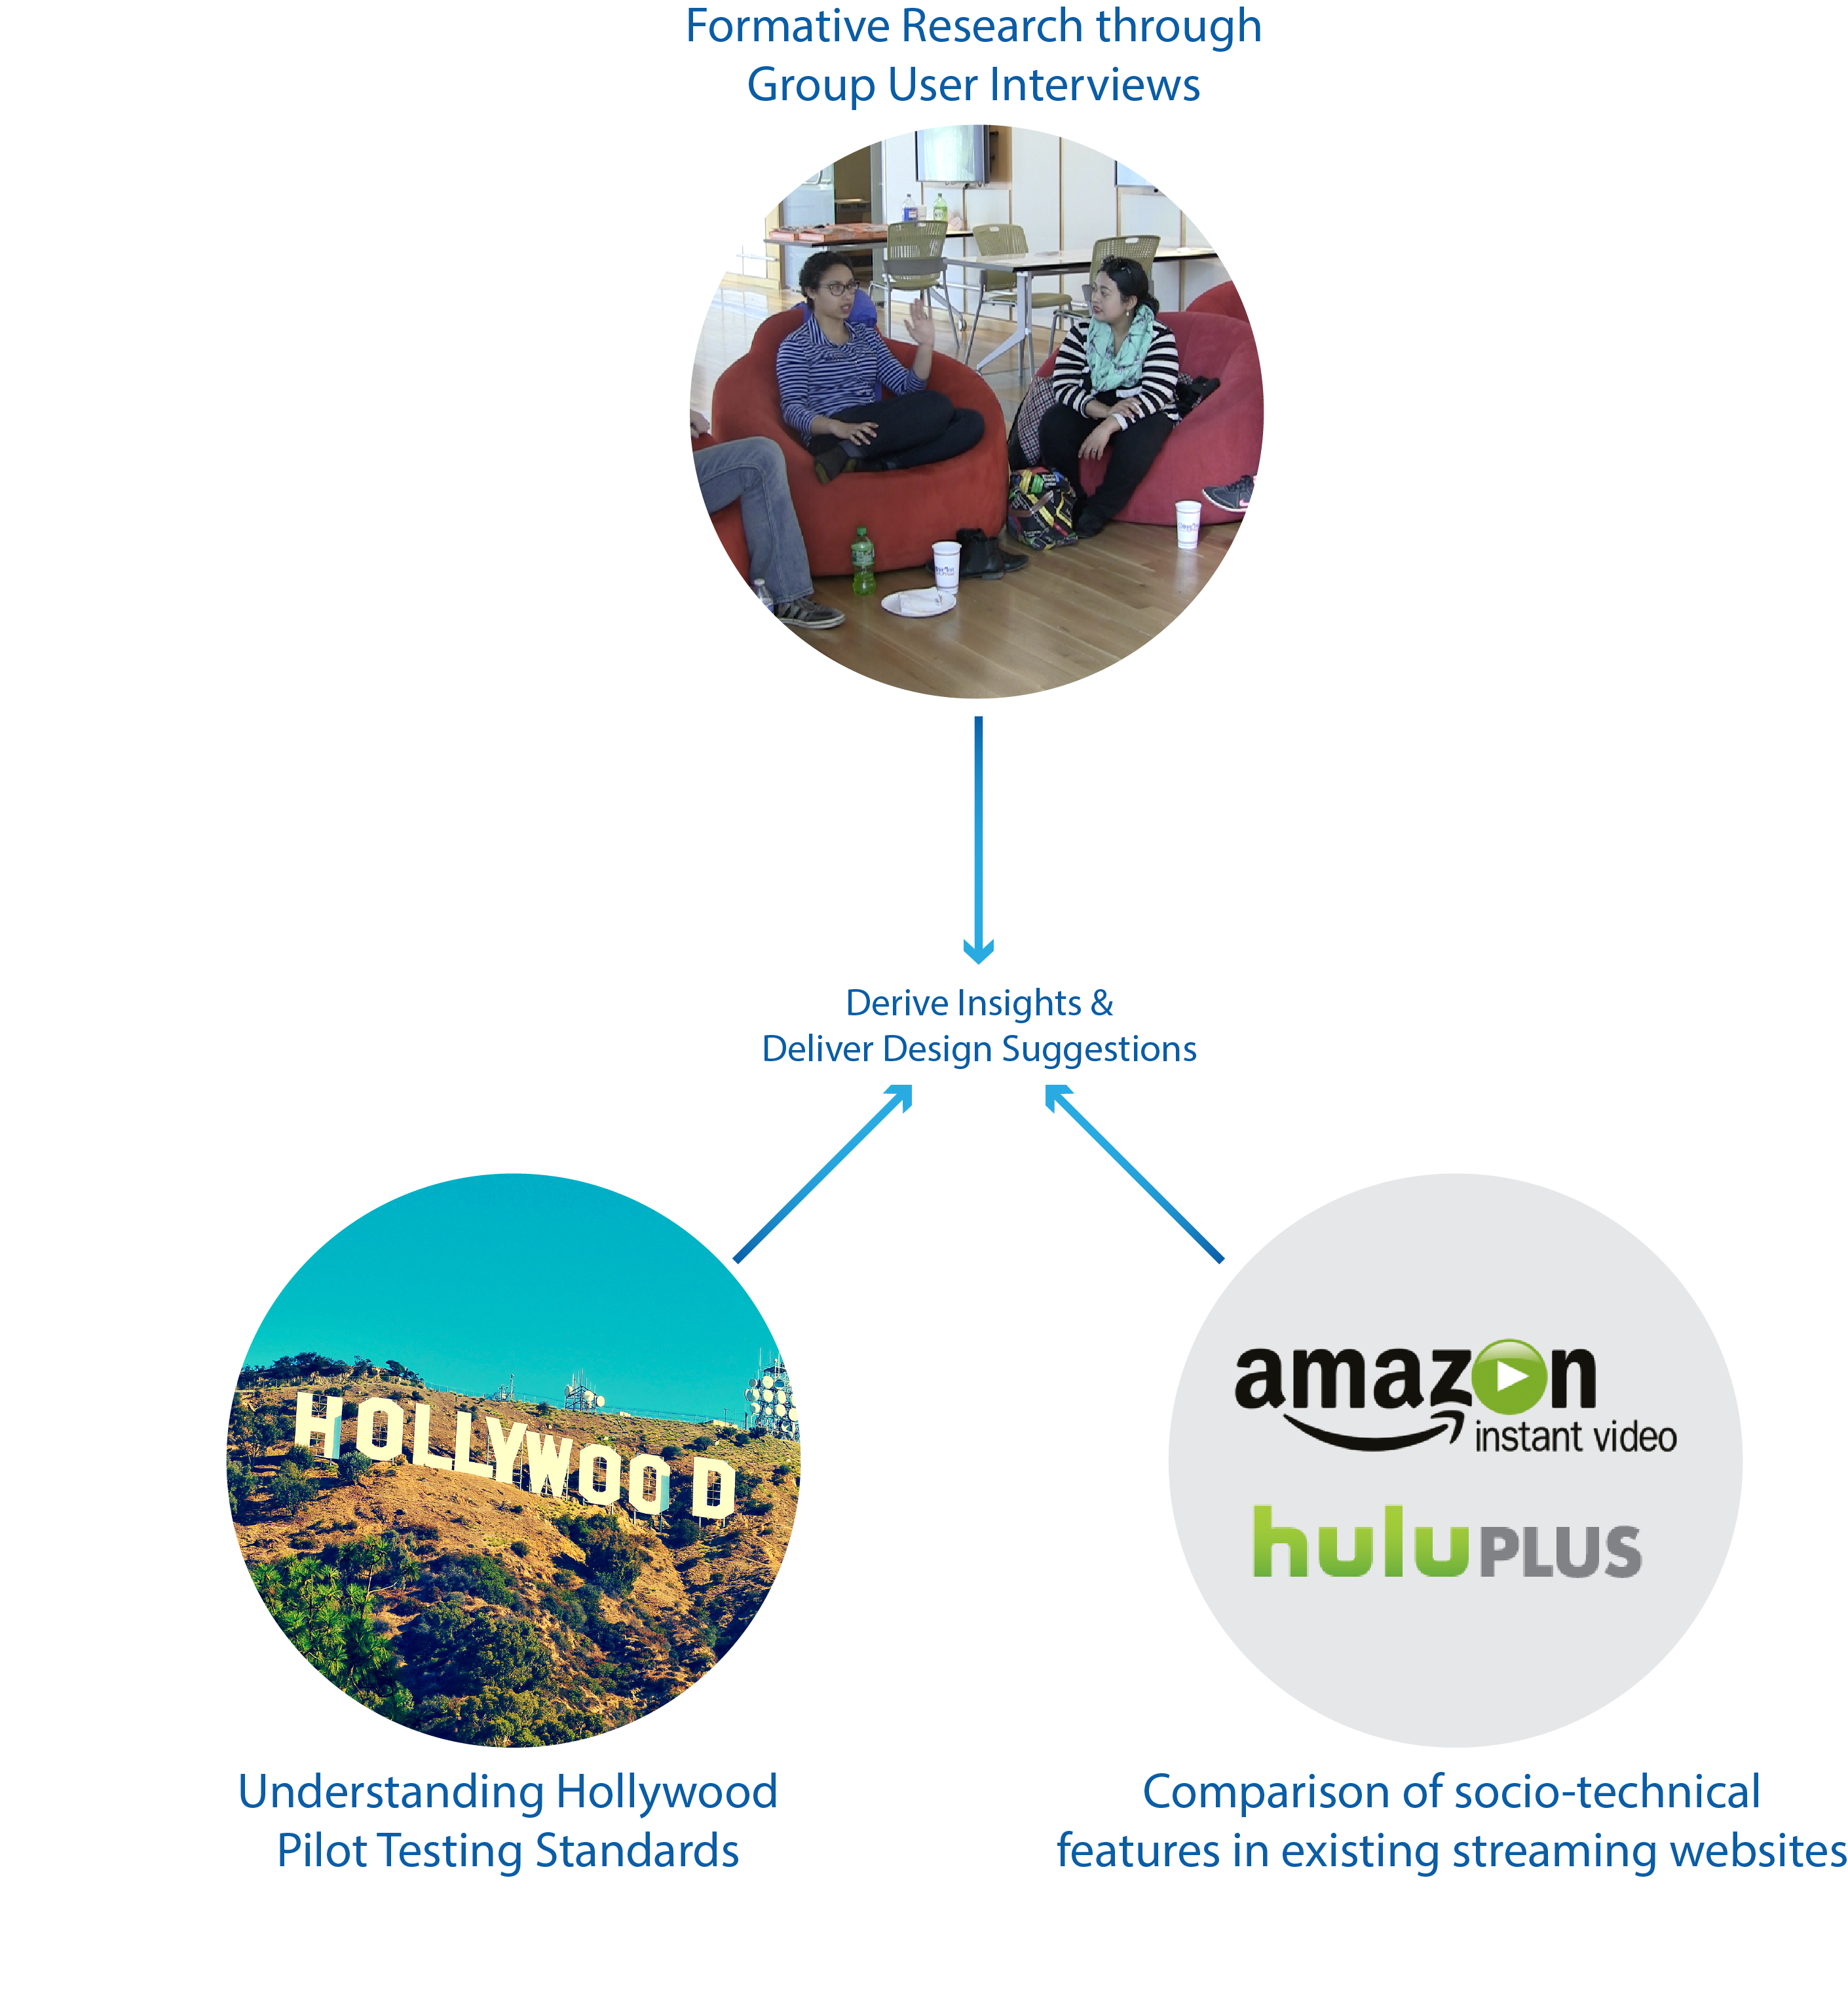 Formative Research through
Group User Interviews
Derive Insights &
Deliver Design Suggestions
HOLLYWOOD
amazon
instant video
huluPLUS
Understanding Hollywood
Pilot Testing Standards
Comparison of socio-technical
features in existing streaming websites